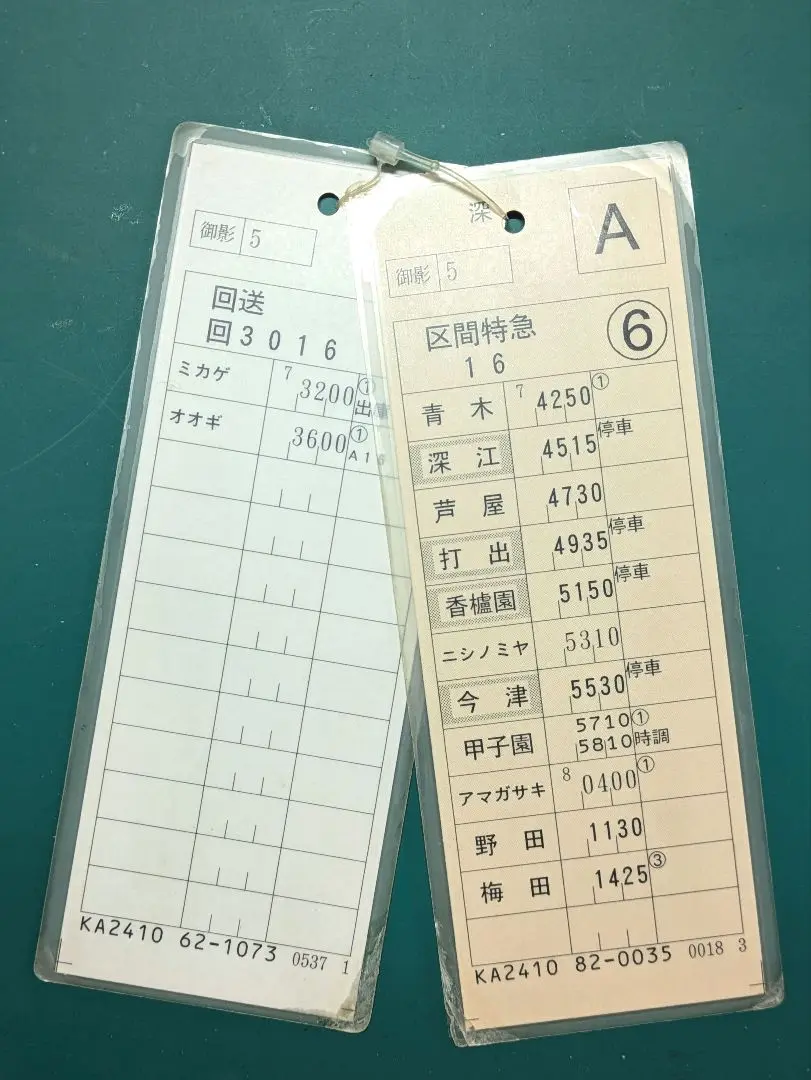 御影 5
回送
回3016
ミカゲ 7 3200 ①
オオギ 3600 ① A16
KA2410 62-1073 0537 1
深
A
御影 5
区間特急
16
⑥
青木 7 4250 ①
深江 4515 停車
芦屋 4730
打出 4935 停車
香櫨園 5150 停車
ニシノミヤ 5310
今津 5530 停車
甲子園 5710 ①
5810 時調
アマガサキ 8 0400 ①
野田 1130
梅田 1425 ③
KA2410 82-0035 0018 3